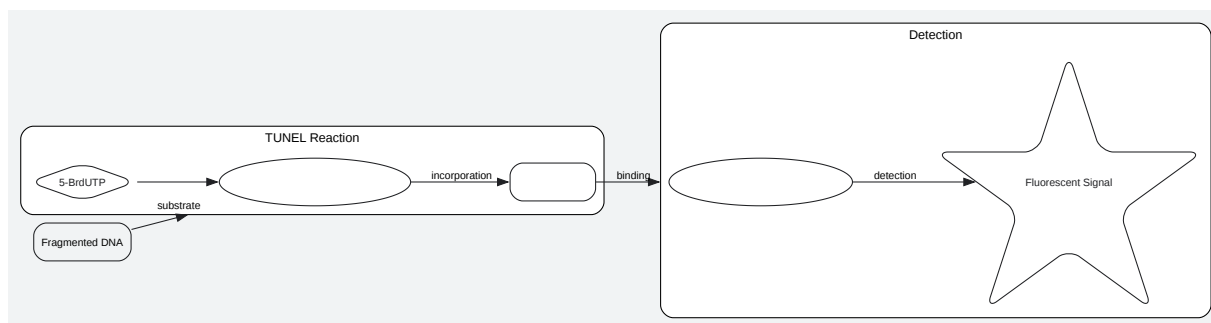 Detection
TUNEL Reaction
5-BrdUTP
incorporation
binding
detection
Fluorescent Signal
substrate
Fragmented DNA